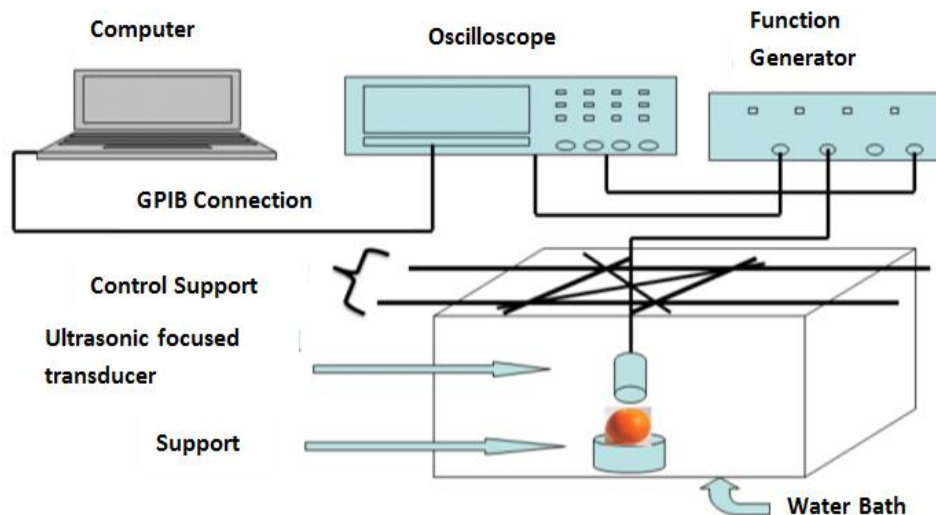 Computer
Oscilloscope
Function
Generator
GPIB Connection
Control Support
Ultrasonic focused
transducer
Support
Water Bath